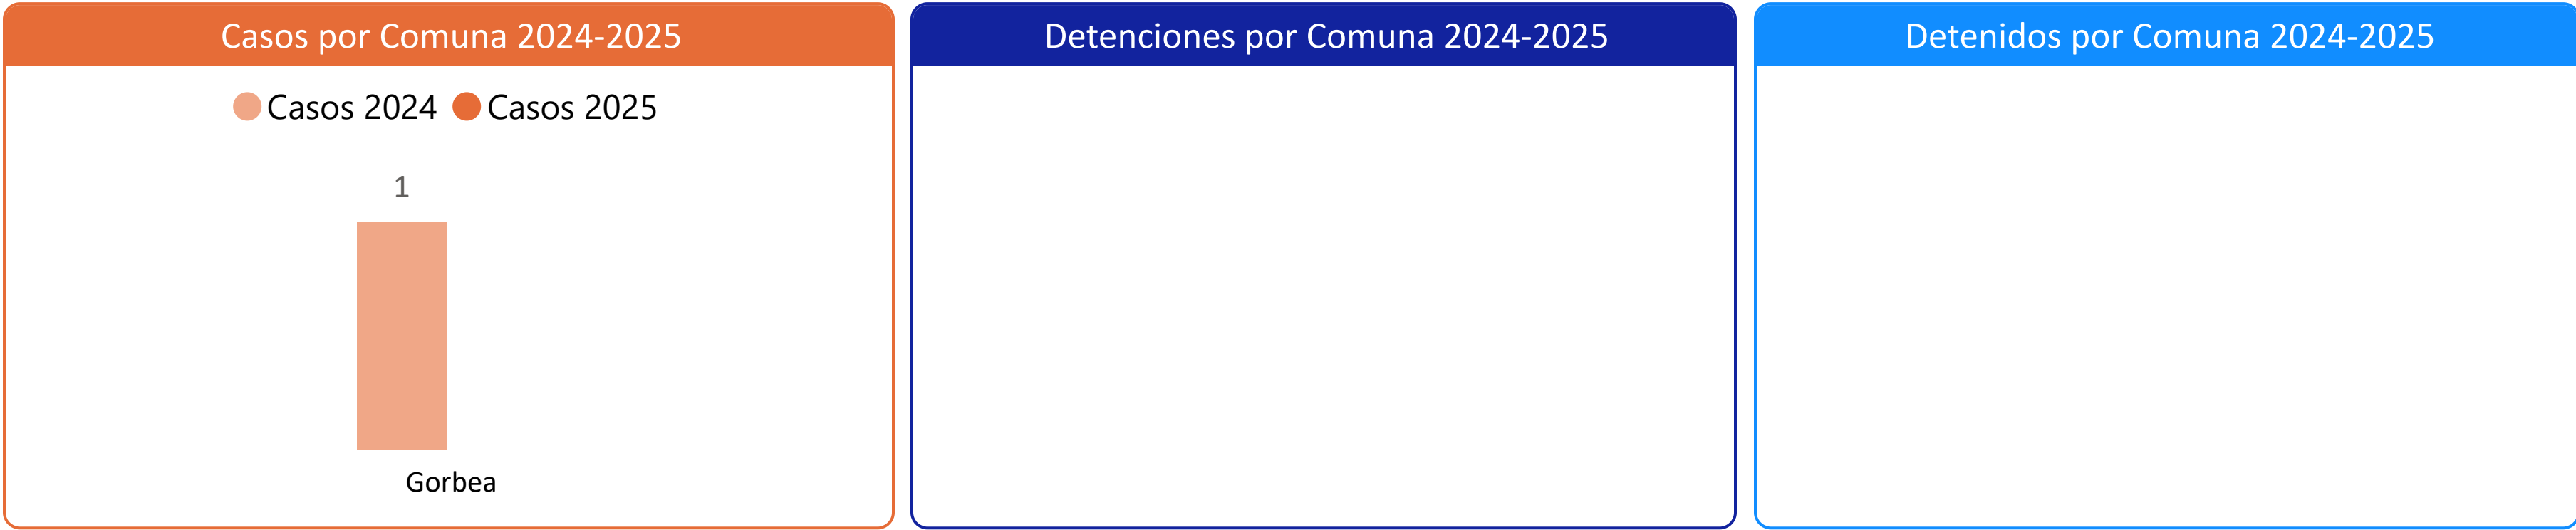 Casos por Comuna 2024-2025
Casos 2024 Casos 2025
1
Gorbea
Detenciones por Comuna 2024-2025
Detenidos por Comuna 2024-2025